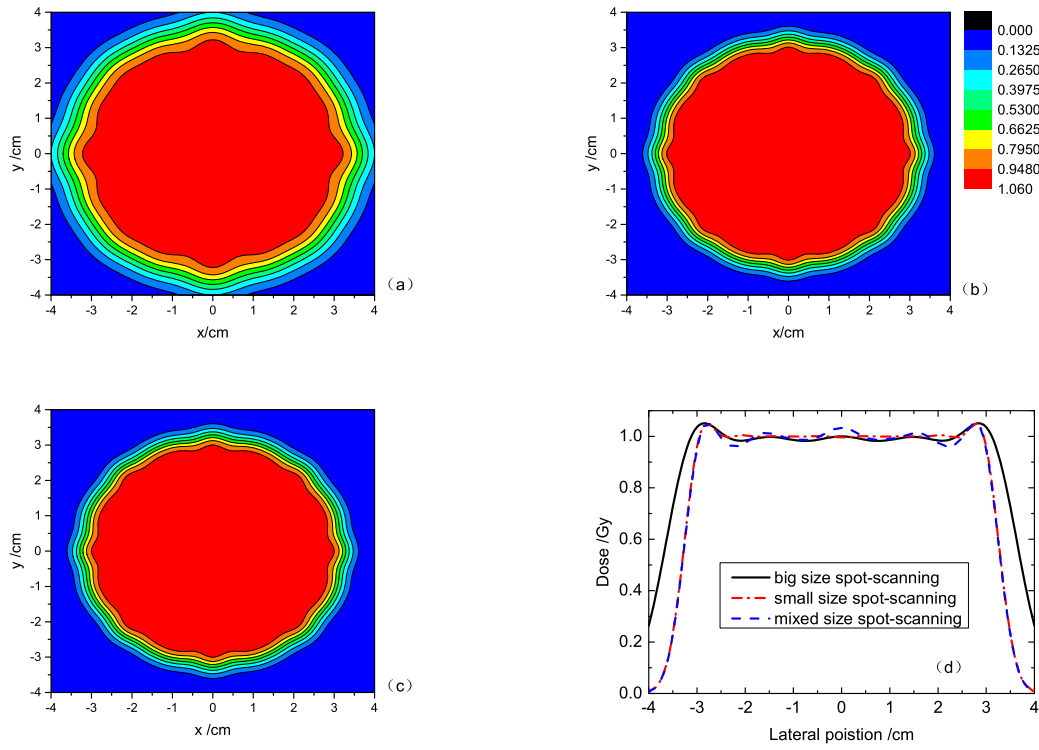 4
3
2
1
0
-1
-2
-3
-4
y /cm
-4 -3 -2 -1 0 1 2 3 4
x/cm
（a）
4
3
2
1
0
-1
-2
-3
-4
y /cm
-4 -3 -2 -1 0 1 2 3 4
x/cm
（b）
0.000
0.1325
0.2650
0.3975
0.5300
0.6625
0.7950
0.9480
1.060
4
3
2
1
0
-1
-2
-3
-4
y /cm
-4 -3 -2 -1 0 1 2 3 4
x /cm
（c）
1.0
0.8
0.6
0.4
0.2
0.0
Dose /Gy
big size spot-scanning
small size spot-scanning
mixed size spot-scanning
（d）
-4 -3 -2 -1 0 1 2 3 4
Lateral poistion /cm